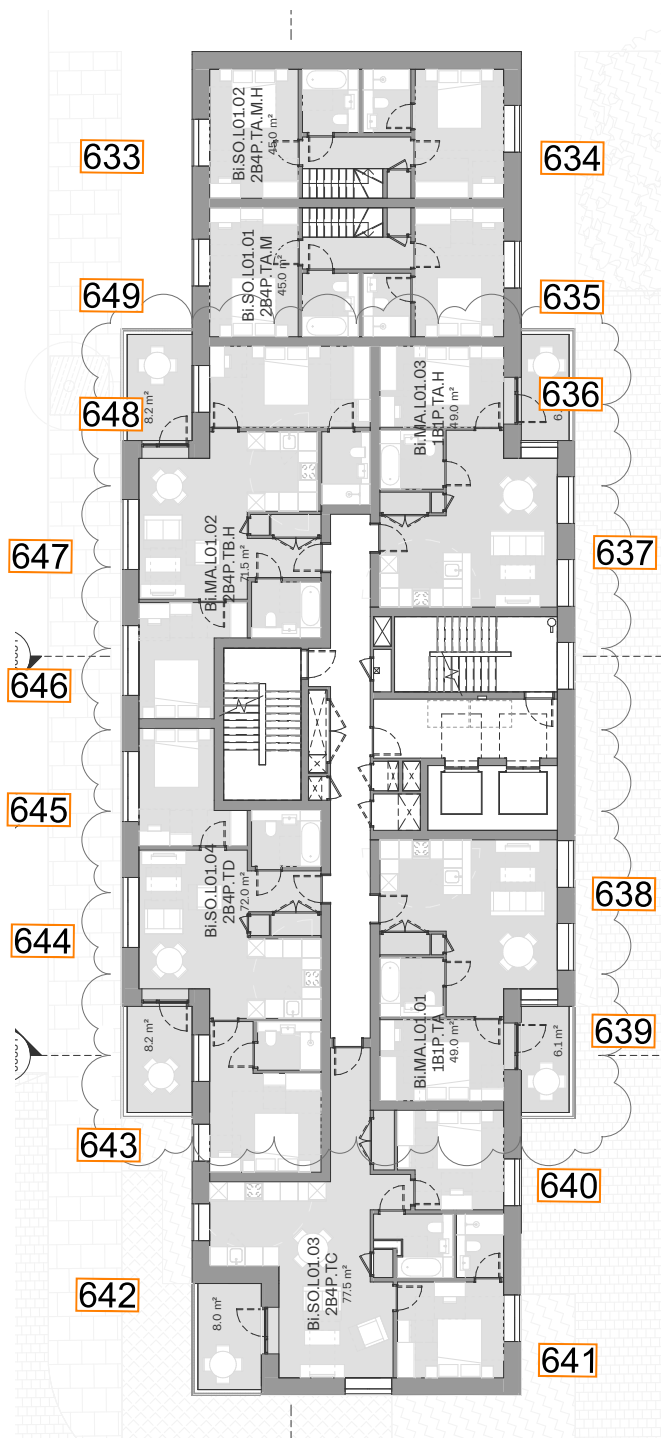 633
634
Bi.SO.L01.02
2B4P.TA.M.H
45.0 m²
Bi.SO.L01.01
2B4P.TA.M
45.0 m²
649
635
648
636
8.2 m²
Bi.MA.L01.03
1B1P.TA.H
49.0 m²
Bi.MA.L01.02
2B4P.TB.H
71.5 m²
647
637
646
645
Bi.SO.L01.04
2B4P.TD
72.0 m²
638
644
8.2 m²
Bi.MA.L01.01
1B1P.TA
49.0 m²
6.1 m²
639
643
640
Bi.SO.L01.03
2B4P.TC
77.5 m²
642
8.0 m²
641